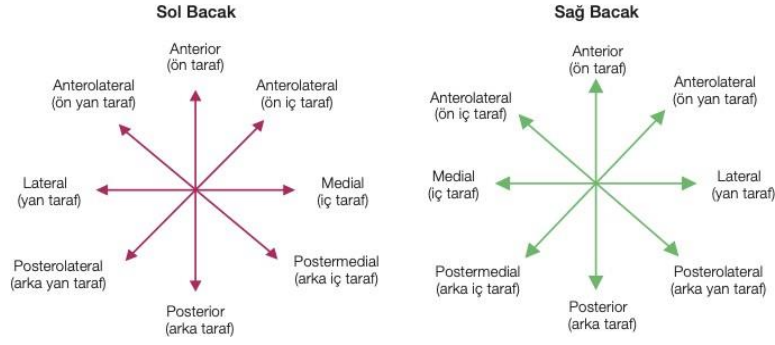 Sol Bacak
Anterior
(ön taraf)
Anterolateral
(ön yan taraf)
Anterolateral
(ön iç taraf)
Lateral
(yan taraf)
Medial
(iç taraf)
Posterolateral
(arka yan taraf)
Postermedial
(arka iç taraf)
Posterior
(arka taraf)
Sağ Bacak
Anterior
(ön taraf)
Anterolateral
(ön iç taraf)
Anterolateral
(ön yan taraf)
Medial
(iç taraf)
Lateral
(yan taraf)
Postermedial
(arka iç taraf)
Posterolateral
(arka yan taraf)
Posterior
(arka taraf)